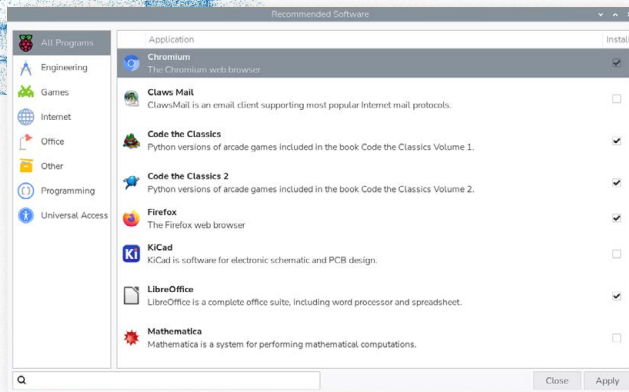 Recommended Software
All Programs
Engineering
Games
Internet
Office
Other
Programming
Universal Access
Application
Install
Chromium
The Chromium web browser
Claws Mail
ClawsMail is an email client supporting most popular Internet mail protocols.
Code the Classics
Python versions of arcade games included in the book Code the Classics Volume 1.
Code the Classics 2
Python versions of arcade games included in the book Code the Classics Volume 2.
Firefox
The Firefox web browser
Ki
KiCad
KiCad is software for electronic schematic and PCB design.
LibreOffice
LibreOffice is a complete office suite, including word processor and spreadsheet.
Mathematica
Mathematica is a system for performing mathematical computations.
Close
Apply